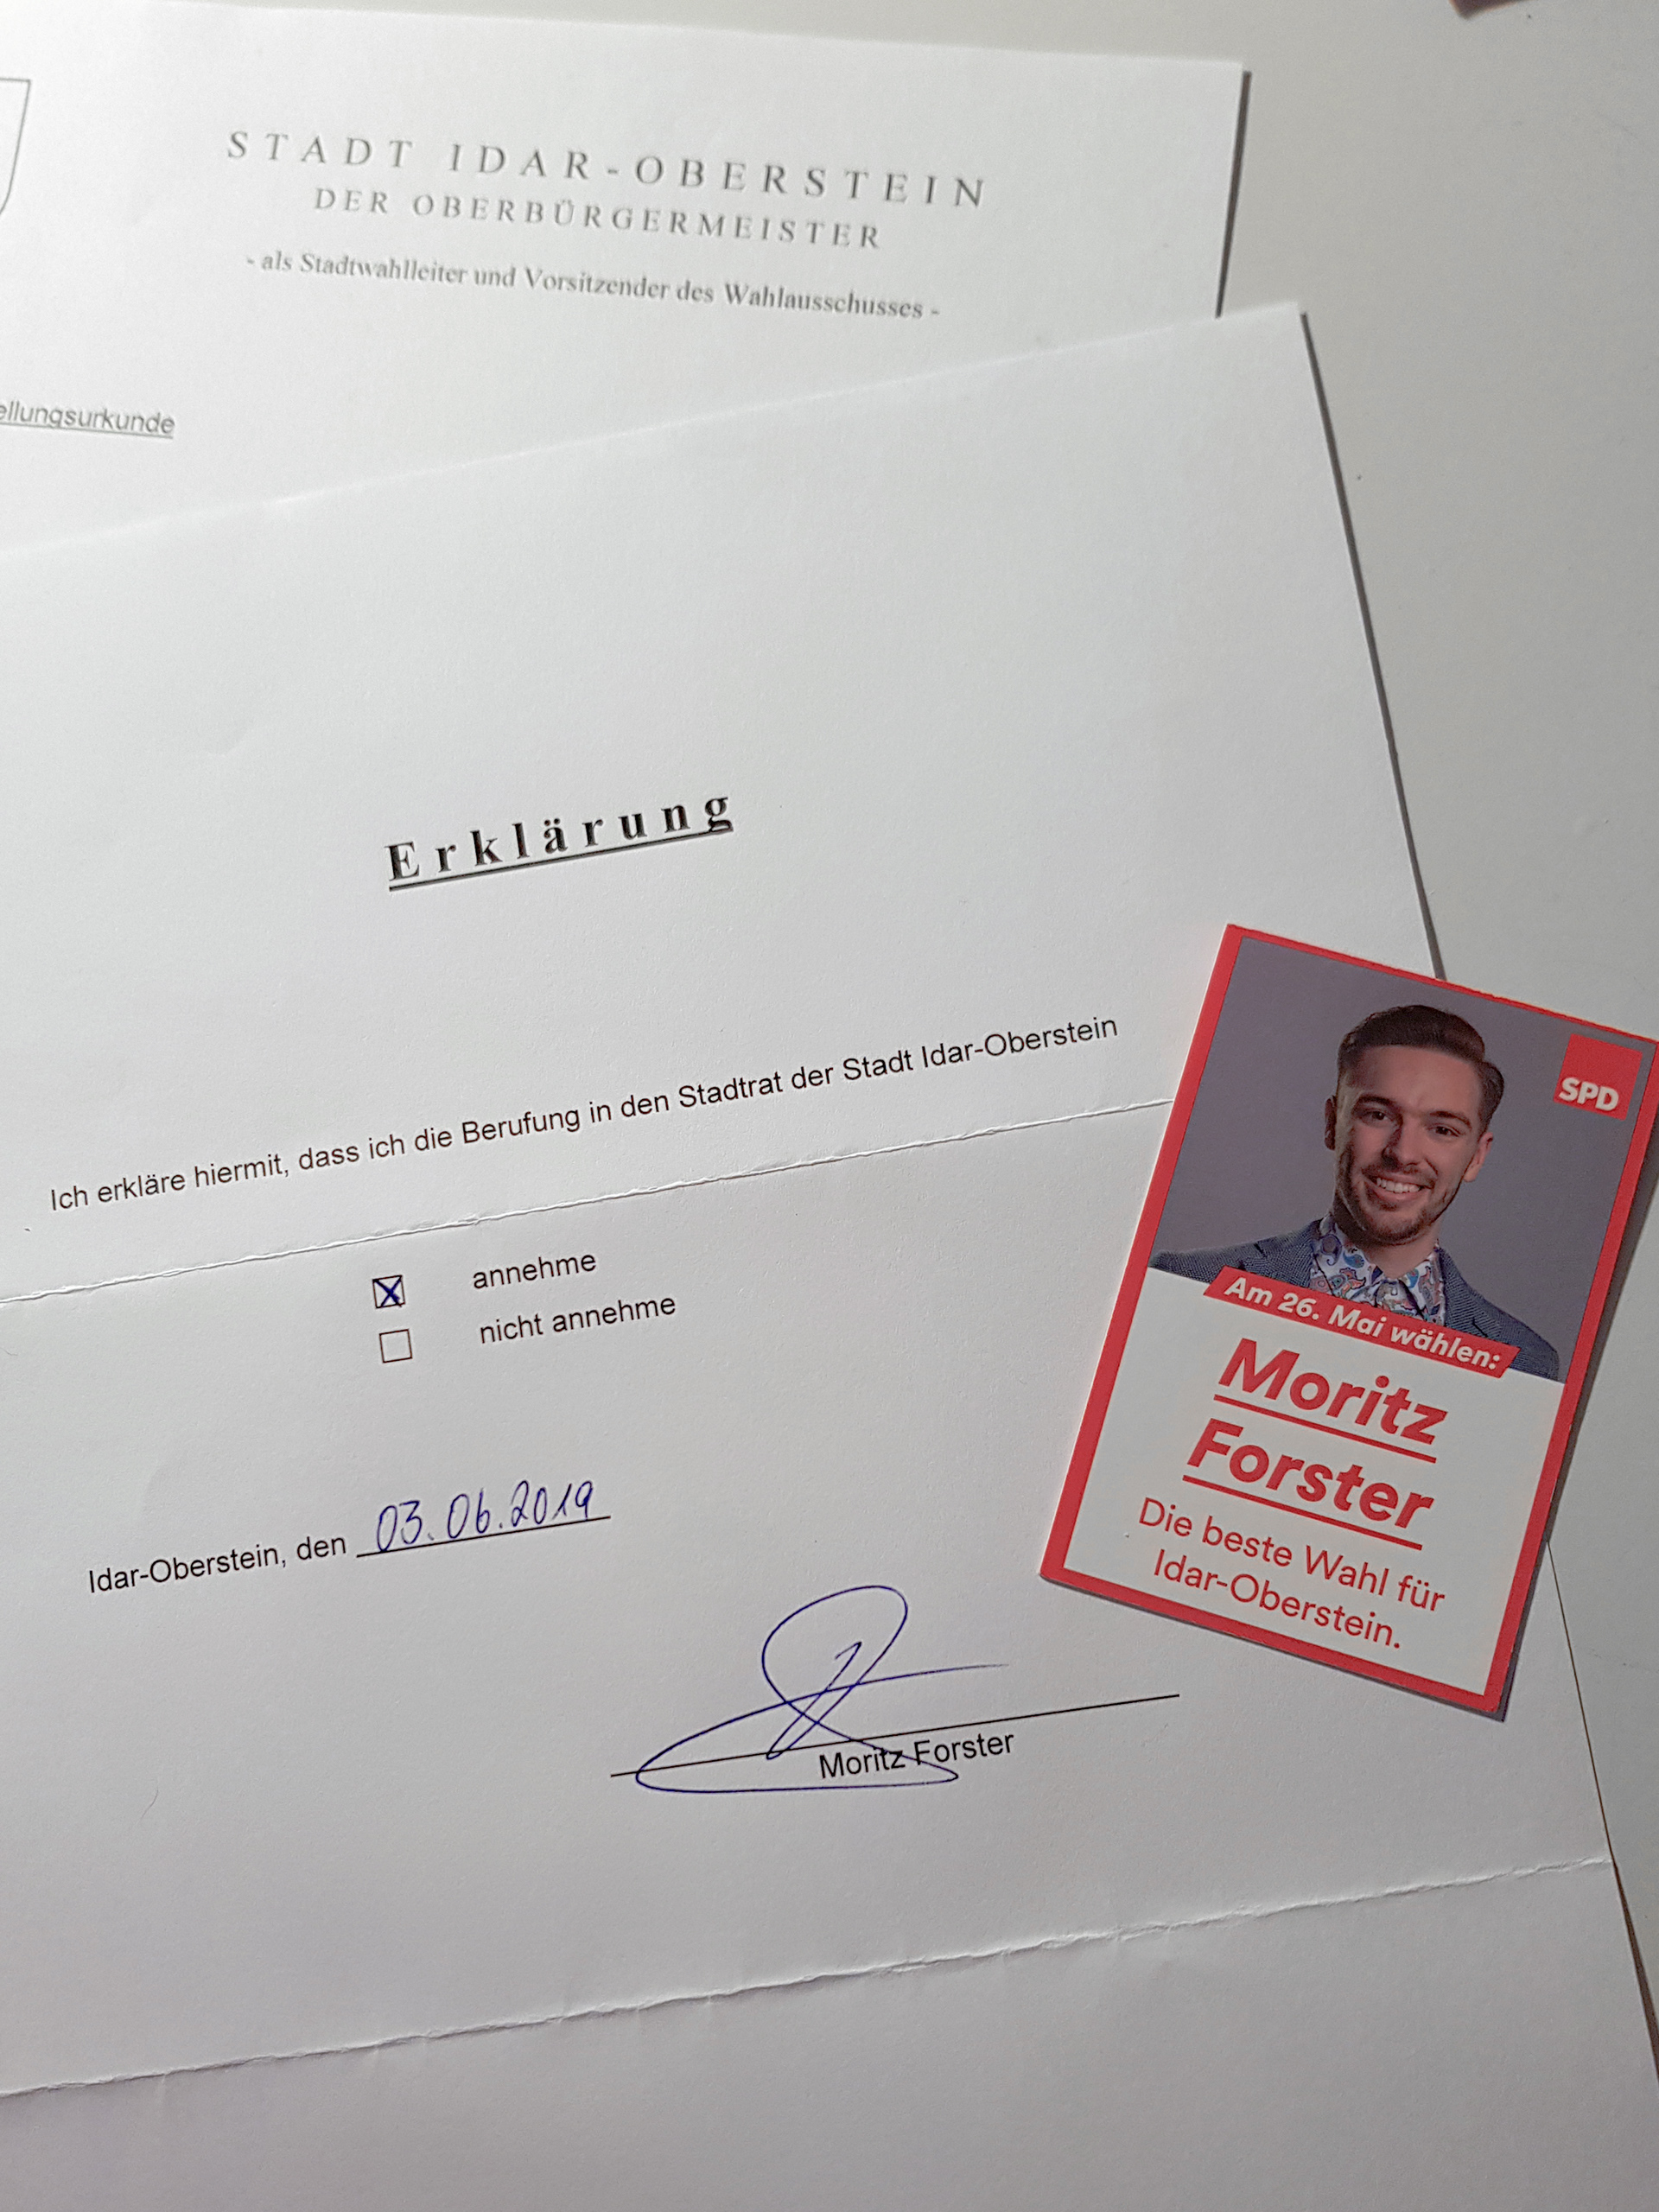 STADT IDAR-OBERSTEIN
DER OBERBÜRGERMEISTER
- als Stadtwahlleiter und Vorsitzender des Wahlausschusses -
ellungsurkunde
Erklärung
Ich erkläre hiermit, dass ich die Berufung in den Stadtrat der Stadt Idar-Oberstein
annehme
nicht annehme
Idar-Oberstein, den 03.06.2019
Moritz Forster
SPD
Am 26. Mai wählen:
Moritz
Forster
Die beste Wahl für
Idar-Oberstein.